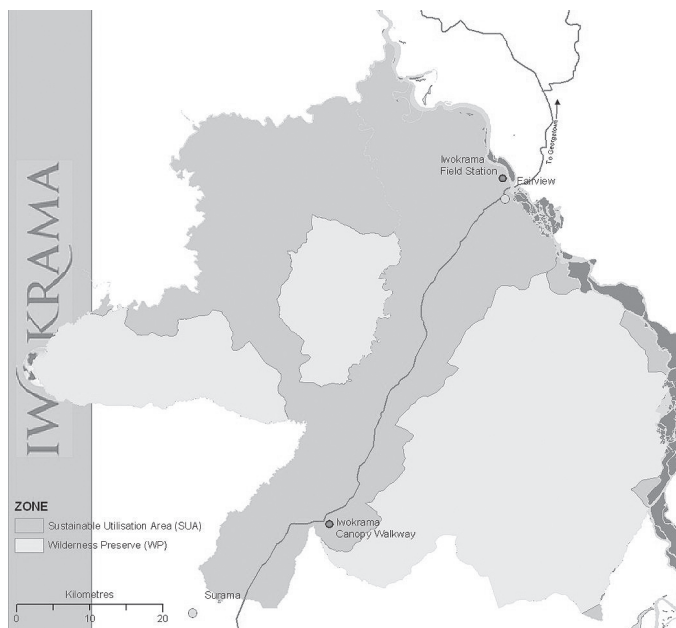 IWOKRAMA
To Georgetown
Iwokrama
Field Station
Fairview
ZONE
Sustainable Utilisation Area (SUA)
Wilderness Preserve (WP)
Iwokrama
Canopy Walkway
Kilometres
0 10 20
Surama